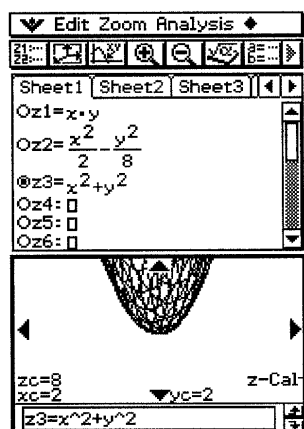 Edit Zoom Analysis
Sheet1 Sheet2 Sheet3
z1=x·y
z2=x²/2-y²/8
z3=x²+y²
z4:
z5:
z6:
zc=8 z-Cal
xc=2 yc=2
z3=x^2+y^2